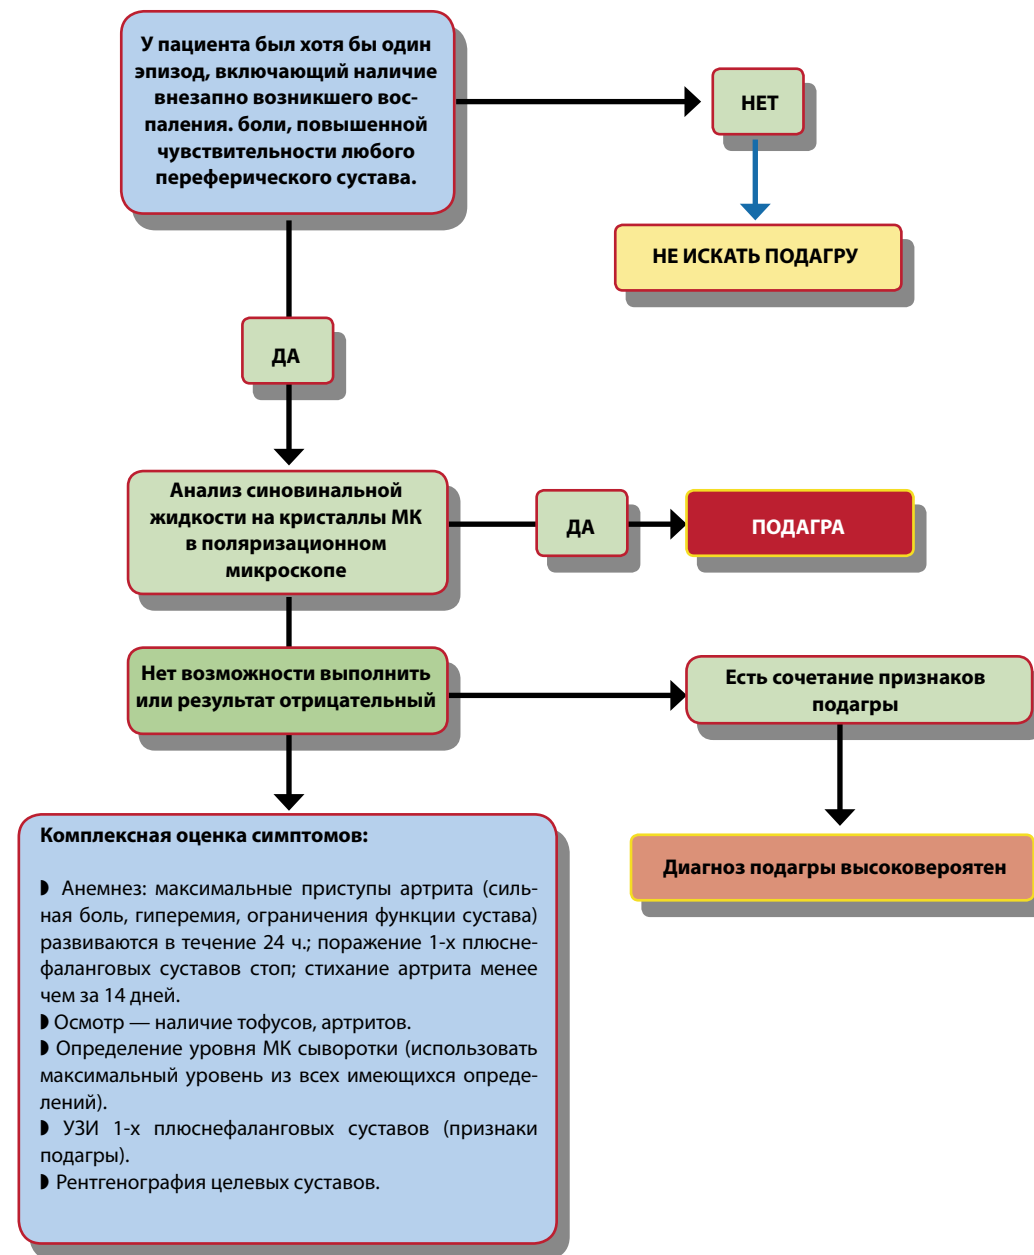 У пациента был хотя бы один
эпизод, включающий наличие
внезапно возникшего вос-
паления. боли, повышенной
чувствительности любого
переферического сустава.
НЕТ
НЕ ИСКАТЬ ПОДАГРУ
ДА
Анализ синовинальной
жидкости на кристаллы МК
в поляризационном
микроскопе
ДА
ПОДАГРА
Нет возможности выполнить
или результат отрицательный
Есть сочетание признаков
подагры
Диагноз подагры высоковероятен
Комплексная оценка симптомов:
◗ Анемнез: максимальные приступы артрита (силь-
ная боль, гиперемия, ограничения функции сустава)
развиваются в течение 24 ч.; поражение 1-х плюсне-
фаланговых суставов стоп; стихание артрита менее
чем за 14 дней.
◗ Осмотр — наличие тофусов, артритов.
◗ Определение уровня МК сыворотки (использовать
максимальный уровень из всех имеющихся опреде-
лений).
◗ УЗИ 1-х плюснефаланговых суставов (признаки
подагры).
◗ Рентгенография целевых суставов.